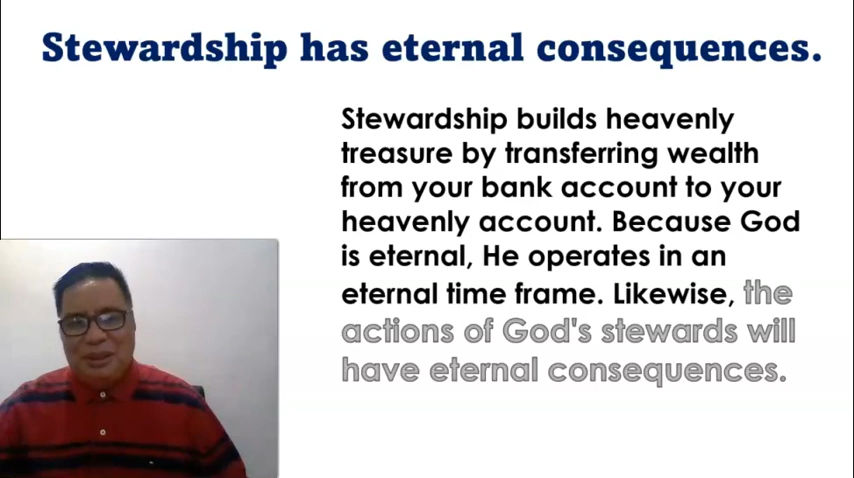 Stewardship has eternal consequences.
Stewardship builds heavenly
treasure by transferring wealth
from your bank account to your
heavenly account. Because God
is eternal, He operates in an
eternal time frame. Likewise, the
actions of God's stewards will
have eternal consequences.